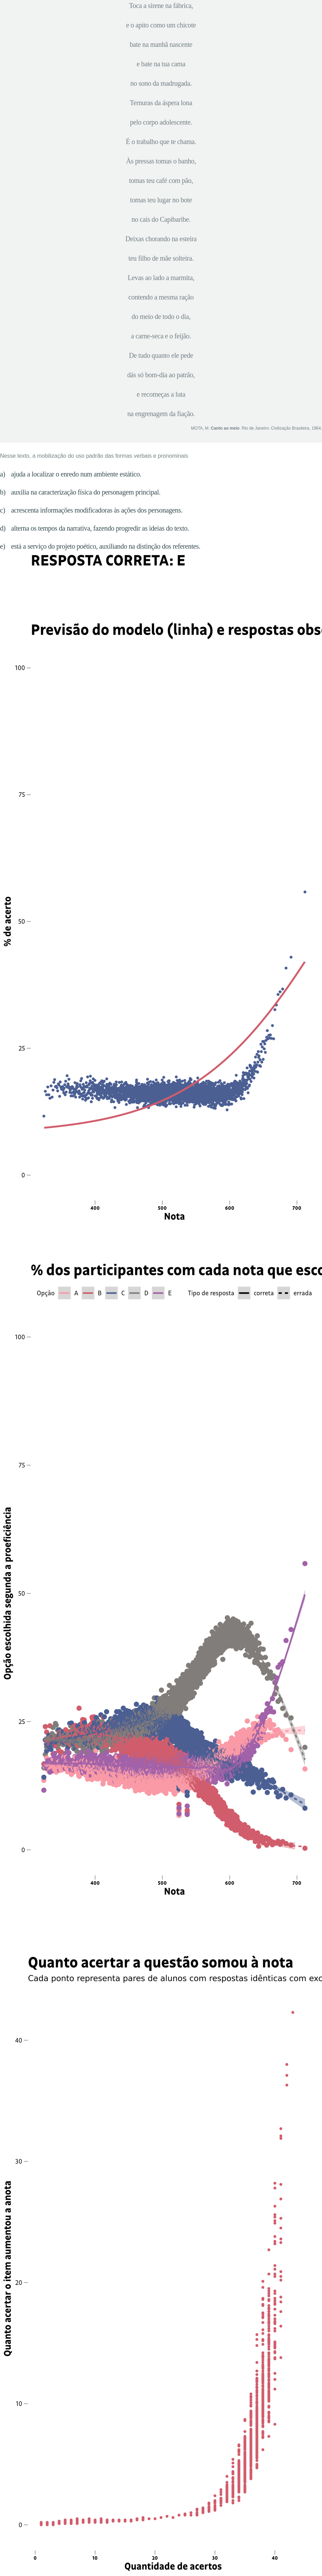 Toca a sirene na fábrica,
e o apito como um chicote
bate na manhã nascente
e bate na tua cama
no sono da madrugada.
Ternuras da áspera lona
pelo corpo adolescente.
É o trabalho que te chama.
Às pressas tomas o banho,
tomas teu café com pão,
tomas teu lugar no bote
no cais do Capibaribe.
Deixas chorando na esteira
teu filho de mãe solteira.
Levas ao lado a marmita,
contendo a mesma ração
do meio de todo o dia,
a carne-seca e o feijão.
De tudo quanto ele pede
dás só bom-dia ao patrão,
e recomeças a luta
na engrenagem da fiação.
MOTA, M. Canto ao meio. Rio de Janeiro: Civilização Brasileira, 1964.
Nesse texto, a mobilização do uso padrão das formas verbais e pronominais
a) ajuda a localizar o enredo num ambiente estático.
b) auxilia na caracterização física do personagem principal.
c) acrescenta informações modificadoras às ações dos personagens.
d) alterna os tempos da narrativa, fazendo progredir as ideias do texto.
e) está a serviço do projeto poético, auxiliando na distinção dos referentes.
RESPOSTA CORRETA: E
Previsão do modelo (linha) e respostas obs
100
75
50
25
0
% de acerto
400 500 600 700
Nota
% dos participantes com cada nota que esco
Opção A B C D E Tipo de resposta correta errada
100
75
50
25
0
Opção escolhida segunda a proeficiência
400 500 600 700
Nota
Quanto acertar a questão somou à nota
Cada ponto representa pares de alunos com respostas idênticas com exc
40
30
20
10
0
Quanto acertar o item aumentou a anota
0 10 20 30 40
Quantidade de acertos